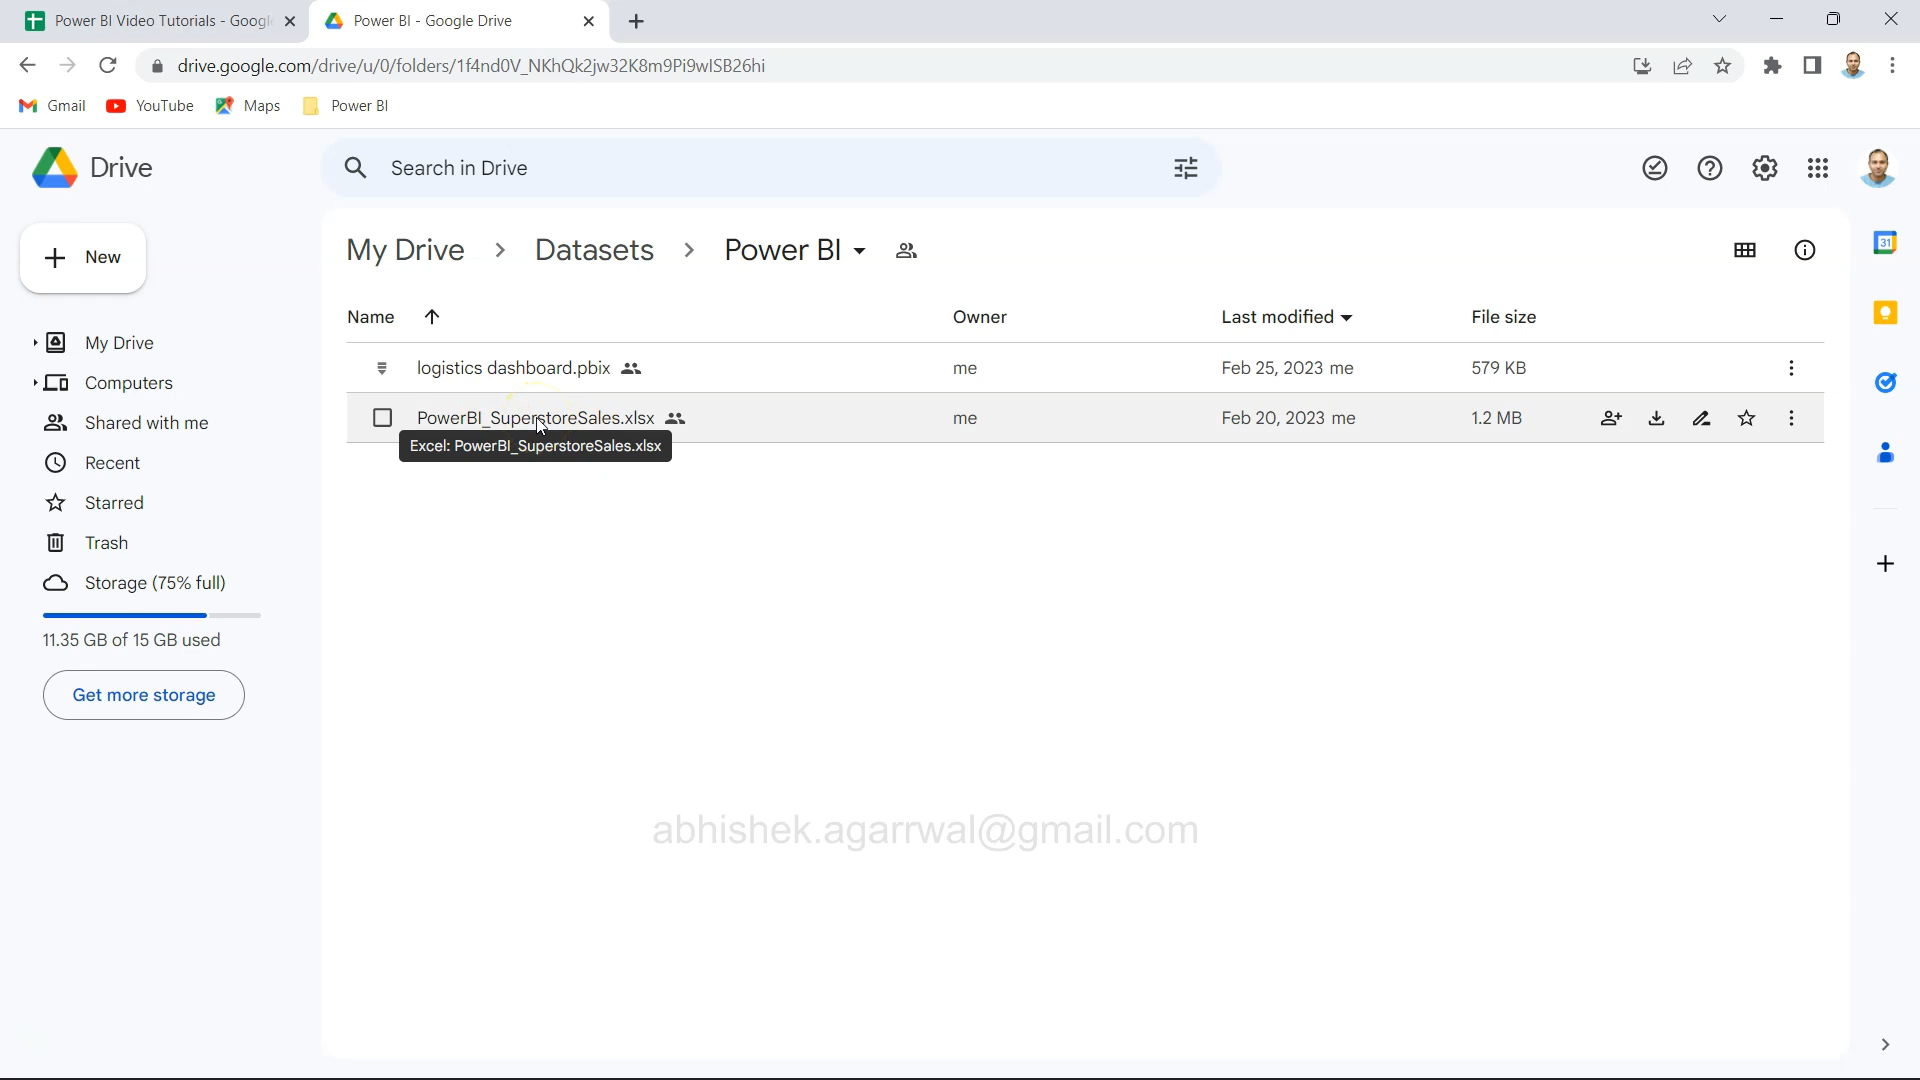 Power BI Video Tutorials - Googl
Power BI - Google Drive
drive.google.com/drive/u/0/folders/1f4nd0V_NKhQk2jw32K8m9Pi9wlSB26hi
Gmail
YouTube
Maps
Power BI
Drive
Search in Drive
New
My Drive
Computers
Shared with me
Recent
Starred
Trash
Storage (75% full)
11.35 GB of 15 GB used
Get more storage
My Drive > Datasets > Power BI
Name Owner Last modified File size
logistics dashboard.pbix me Feb 25, 2023 me 579 KB
PowerBI_SuperstoreSales.xlsx me Feb 20, 2023 me 1.2 MB
Excel: PowerBI_SuperstoreSales.xlsx
abhishek.agarrwal@gmail.com
31